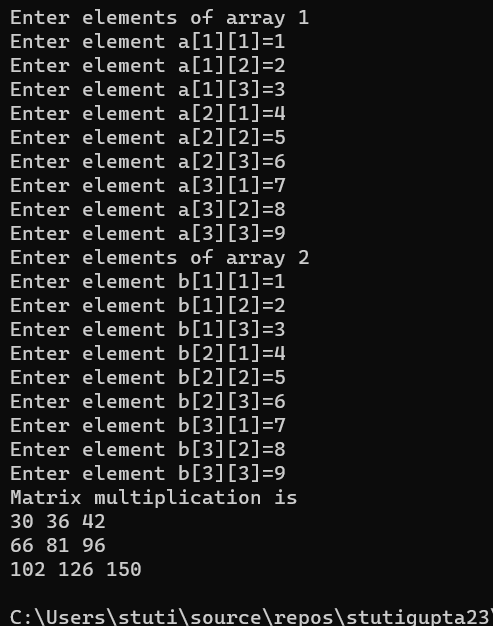 Enter elements of array 1
Enter element a[1][1]=1
Enter element a[1][2]=2
Enter element a[1][3]=3
Enter element a[2][1]=4
Enter element a[2][2]=5
Enter element a[2][3]=6
Enter element a[3][1]=7
Enter element a[3][2]=8
Enter element a[3][3]=9
Enter elements of array 2
Enter element b[1][1]=1
Enter element b[1][2]=2
Enter element b[1][3]=3
Enter element b[2][1]=4
Enter element b[2][2]=5
Enter element b[2][3]=6
Enter element b[3][1]=7
Enter element b[3][2]=8
Enter element b[3][3]=9
Matrix multiplication is
30 36 42
66 81 96
102 126 150
C:\Users\stuti\source\repos\stutigupta23\